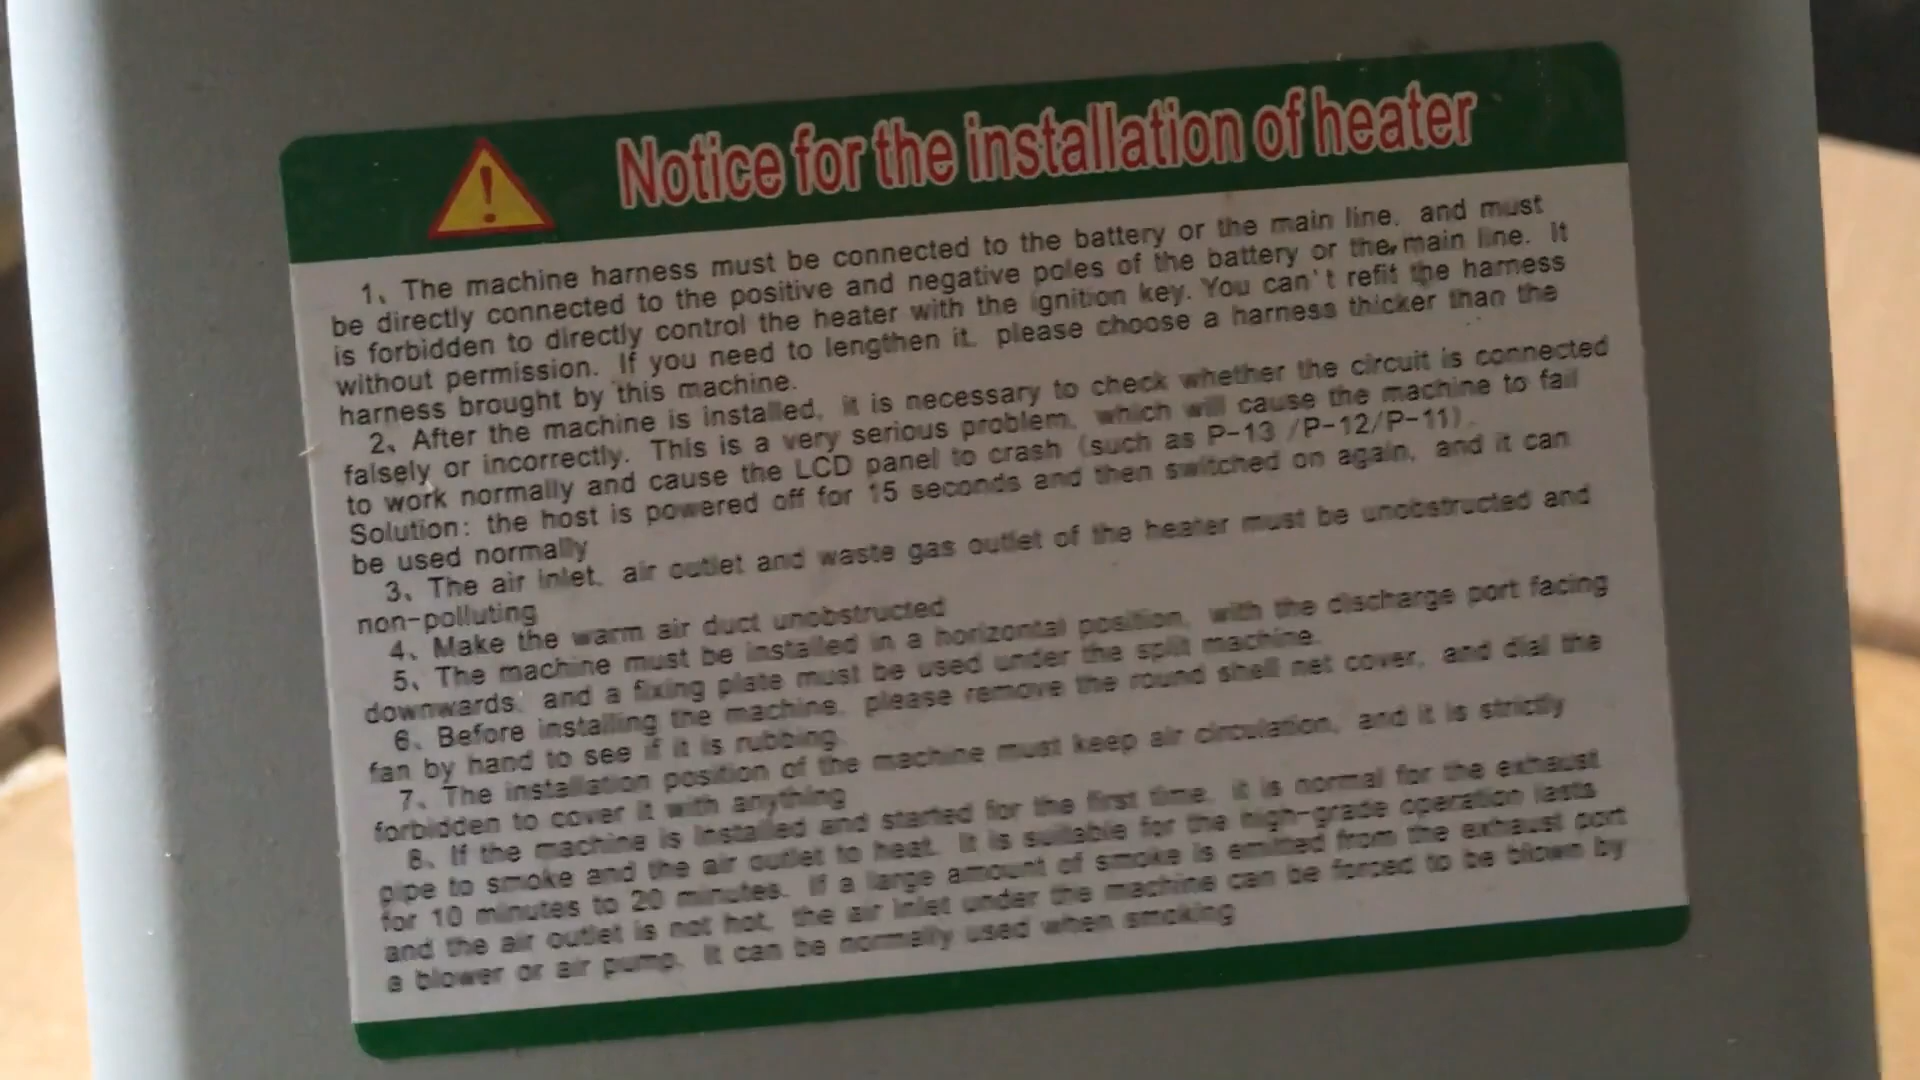 Notice for the installation of heater
1、The machine harness must be connected to the battery or the main line, and must
be directly connected to the positive and negative poles of the battery or the main line. It
is forbidden to directly control the heater with the ignition key. You can't refit the harness
without permission. If you need to lengthen it, please choose a harness thicker than the
harness brought by this machine.
2、After the machine is installed, it is necessary to check whether the circuit is connected
falsely or incorrectly. This is a very serious problem, which will cause the machine to fail
to work normally and cause the LCD panel to crash (such as P-13 /P-12/P-11).
Solution: the host is powered off for 15 seconds and then switched on again, and it can
be used normally
3、The air inlet, air outlet and waste gas outlet of the heater must be unobstructed and
non-polluting
4、Make the warm air duct unobstructed
5、The machine must be installed in a horizontal position, with the discharge port facing
downwards, and a fixing plate must be used under the split machine.
6、Before installing the machine, please remove the round shell net cover, and dial the
fan by hand to see if it is rubbing.
7、The installation position of the machine must keep air circulation, and it is strictly
forbidden to cover it with anything
8、If the machine is installed and started for the first time, it is normal for the exhaust
pipe to smoke and the air outlet to heat. It is suitable for the high-grade operation lasts
for 10 minutes to 20 minutes. If a large amount of smoke is emitted from the exhaust port
and the air outlet is not hot, the air inlet under the machine can be forced to be blown by
a blower or air pump. It can be normally used when smoking